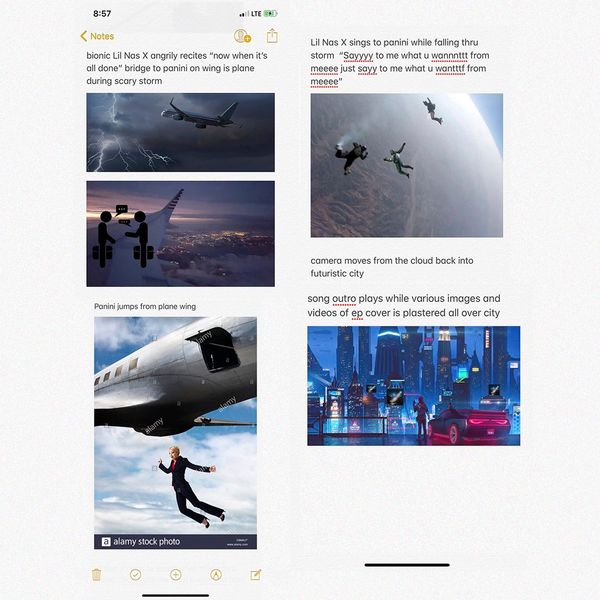 8:57
LTE
Notes
bionic Lil Nas X angrily recites “now when it’s
all done” bridge to panini on wing is plane
during scary storm
Panini jumps from plane wing
alamy
alamy
alamy
a alamy stock photo
www.alamy.com
Lil Nas X sings to panini while falling thru
storm “Sayyyy to me what u wannnttt from
meeee just sayy to me what u wantttf from
meeee”
camera moves from the cloud back into
futuristic city
song outro plays while various images and
videos of ep cover is plastered all over city